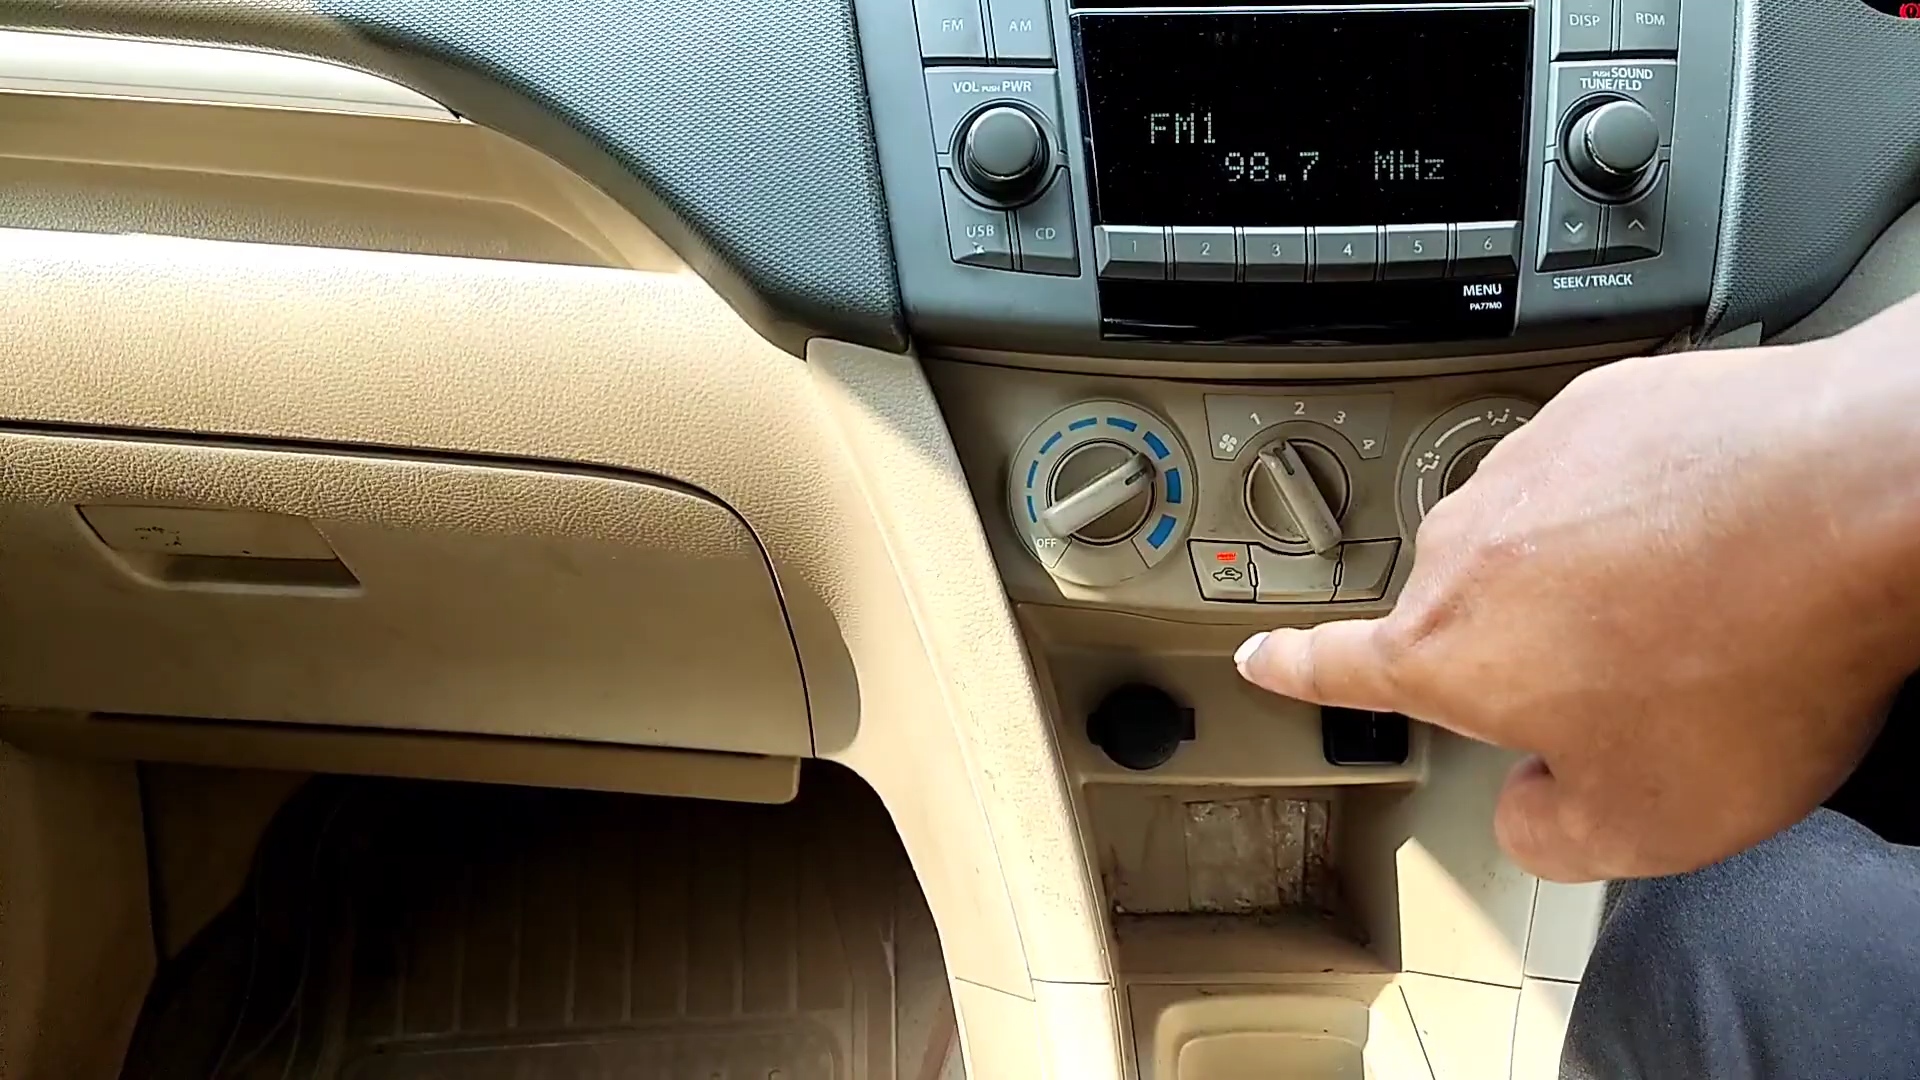 FM AM
DISP RDM
VOL PUSH PWR
PUSH SOUND
TUNE/FLD
FM1
98.7 MHz
USB CD
1 2 3 4 5 6
SEEK/TRACK
MENU
PA77M0
1 2 3 4
OFF